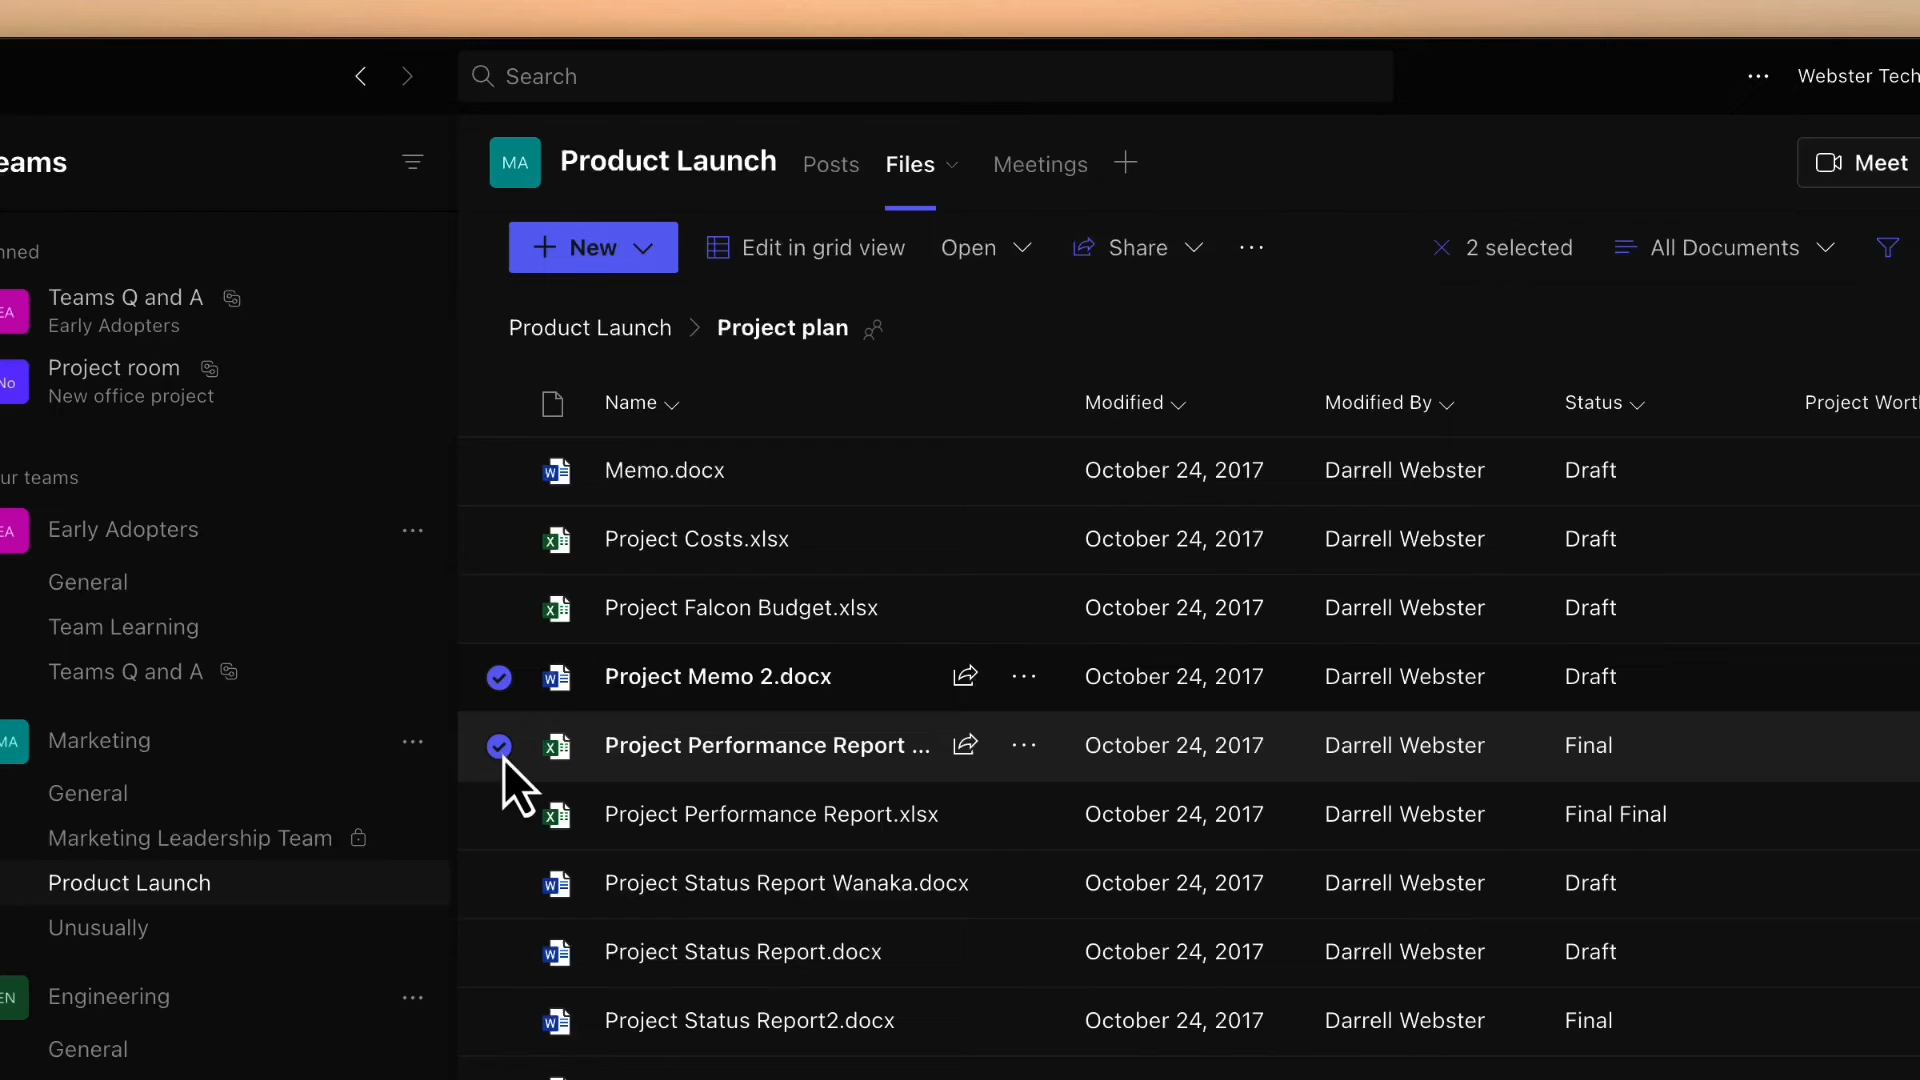 Search
Webster Tech
eams
MA
Product Launch
Posts
Files
Meetings
Meet
New
Edit in grid view
Open
Share
2 selected
All Documents
nned
EA
Teams Q and A
Early Adopters
No
Project room
New office project
ur teams
EA
Early Adopters
General
Team Learning
Teams Q and A
MA
Marketing
General
Marketing Leadership Team
Product Launch
Unusually
EN
Engineering
General
Product Launch > Project plan
Name Modified Modified By Status Project Wort
Memo.docx October 24, 2017 Darrell Webster Draft
Project Costs.xlsx October 24, 2017 Darrell Webster Draft
Project Falcon Budget.xlsx October 24, 2017 Darrell Webster Draft
Project Memo 2.docx ... October 24, 2017 Darrell Webster Draft
Project Performance Report ... ... October 24, 2017 Darrell Webster Final
Project Performance Report.xlsx October 24, 2017 Darrell Webster Final Final
Project Status Report Wanaka.docx October 24, 2017 Darrell Webster Draft
Project Status Report.docx October 24, 2017 Darrell Webster Draft
Project Status Report2.docx October 24, 2017 Darrell Webster Final